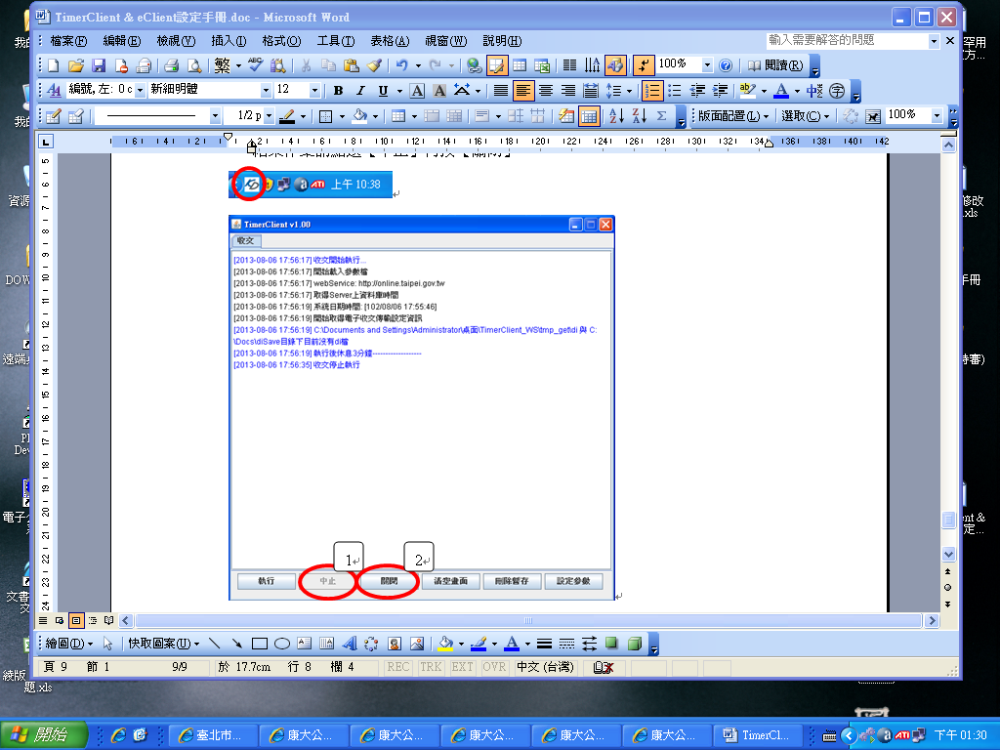 TimerClient & eClient設定手冊.doc - Microsoft Word
檔案(F) 編輯(E) 檢視(V) 插入(I) 格式(O) 工具(T) 表格(A) 視窗(W) 說明(H) 輸入需要解答的問題
繁 100% 閱讀(R)
編號, 左: 0 c 新細明體 12 B I U A A
1/2 p 版面配置(L) 選取(C) 100%
上午 10:38
TimerClient v1.00
收文
[2013-08-06 17:56:17] 收文開始執行...
[2013-08-06 17:56:17] 開始載入參數檔
[2013-08-06 17:56:17] webService: http://online.taipei.gov.tw
[2013-08-06 17:56:17] 取得Server上資料庫時間
[2013-08-06 17:56:19] 系統日期時間: [102/08/06 17:55:46]
[2013-08-06 17:56:19] 開始取得電子收文傳輸設定資訊
[2013-08-06 17:56:19] C:\Documents and Settings\Administrator\桌面\TimerClient_WS\tmp_get\di 與 C:
\Docs\diSave目錄下目前沒有di檔
[2013-08-06 17:56:19] 執行後休息3分鐘-------------------
[2013-08-06 17:56:35] 收文停止執行
1 2
執行 中止 關閉 清空畫面 刪除暫存 設定參數
繪圖(D) 快取圖案(U)
頁 9 節 1 9/9 於 17.7cm 行 8 欄 4 REC TRK EXT OVR 中文 (台灣)
題.xls
開始 臺北市... 康大公... 康大公... 康大公... 康大公... 康大公... TimerCl... 下午 01:30